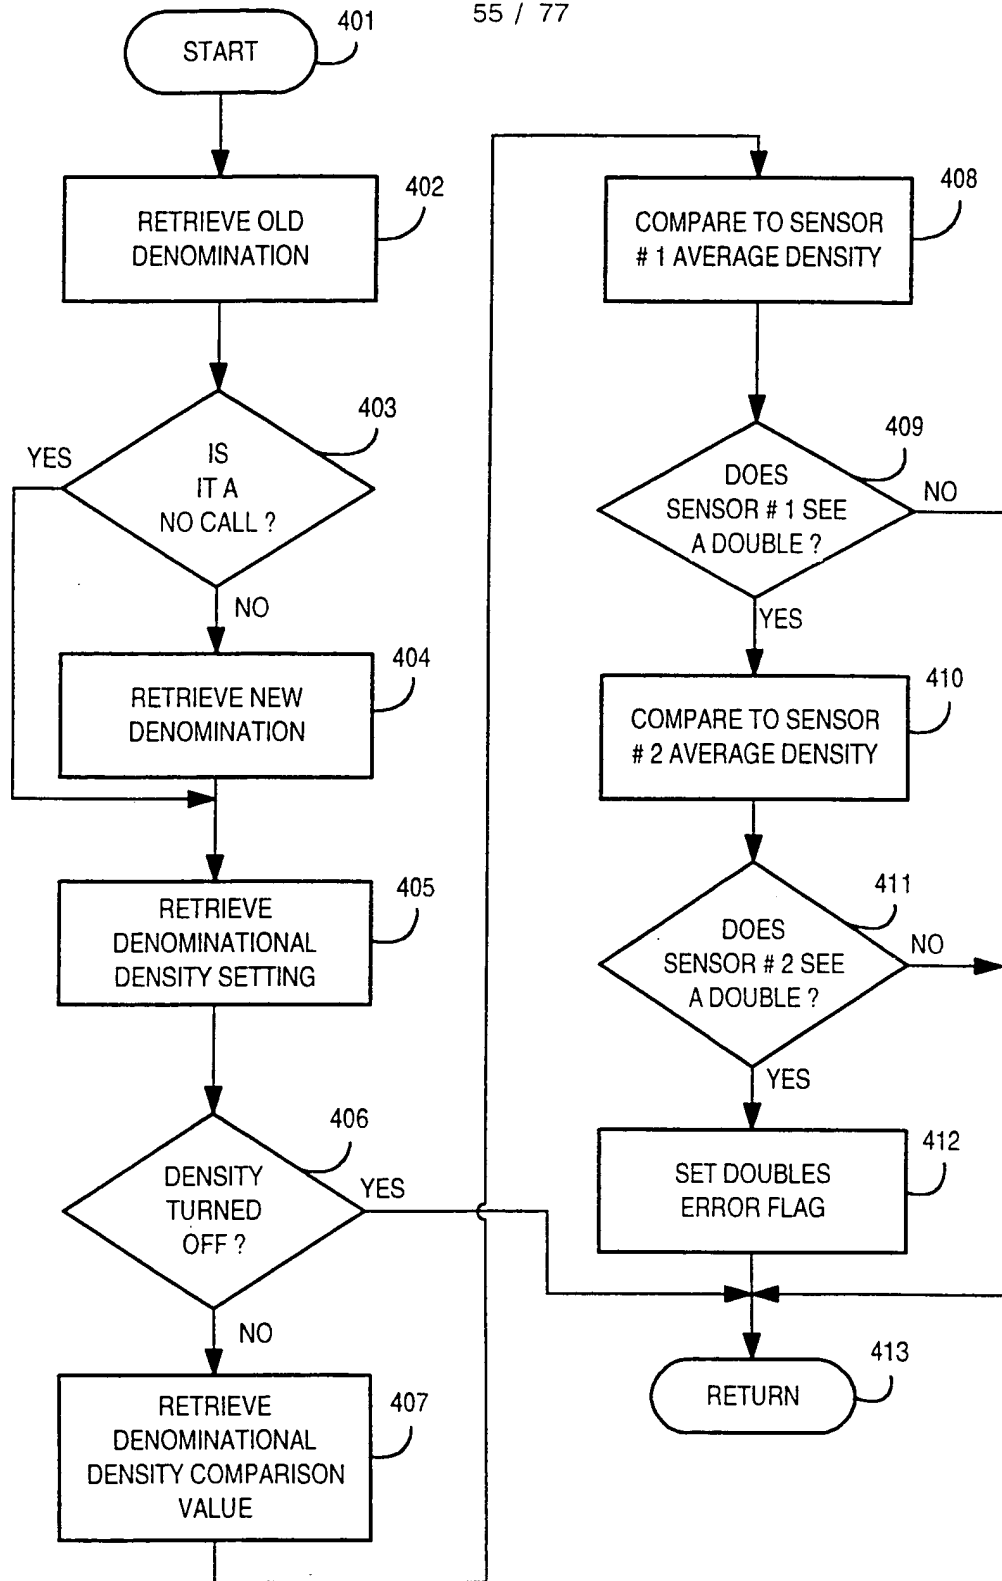 55 / 77
START
401
RETRIEVE OLD
DENOMINATION
402
IS
IT A
NO CALL ?
403
YES
NO
RETRIEVE NEW
DENOMINATION
404
RETRIEVE
DENOMINATIONAL
DENSITY SETTING
405
DENSITY
TURNED
OFF ?
406
YES
NO
RETRIEVE
DENOMINATIONAL
DENSITY COMPARISON
VALUE
407
COMPARE TO SENSOR
# 1 AVERAGE DENSITY
408
DOES
SENSOR # 1 SEE
A DOUBLE ?
409
NO
YES
COMPARE TO SENSOR
# 2 AVERAGE DENSITY
410
DOES
SENSOR # 2 SEE
A DOUBLE ?
411
NO
YES
SET DOUBLES
ERROR FLAG
412
RETURN
413